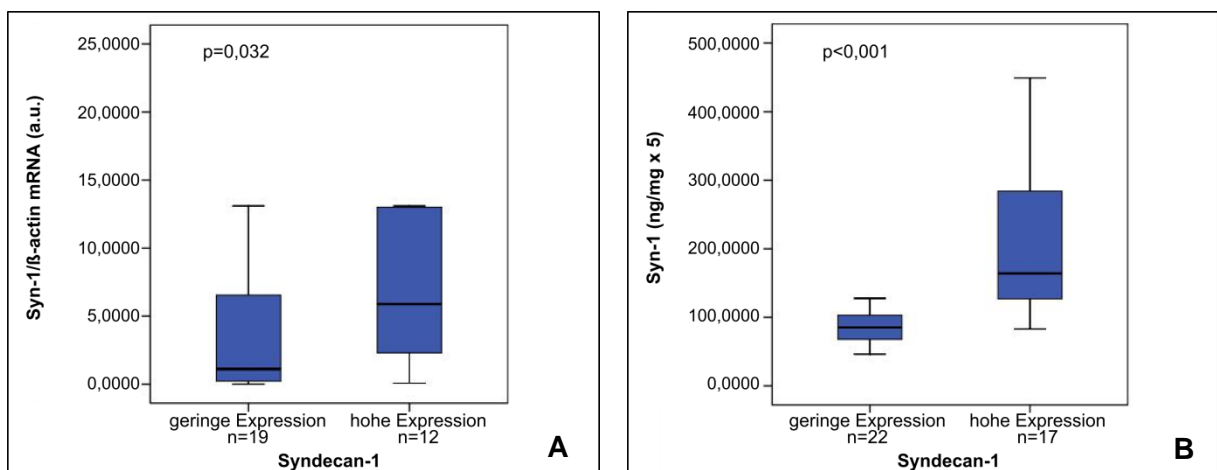 25,0000
20,0000
15,0000
10,0000
5,0000
0,0000
Syn-1/ß-actin mRNA (a.u.)
p=0,032
geringe Expression
n=19
hohe Expression
n=12
Syndecan-1
A
500,0000
400,0000
300,0000
200,0000
100,0000
0,0000
Syn-1 (ng/mg x 5)
p<0,001
geringe Expression
n=22
hohe Expression
n=17
Syndecan-1
B